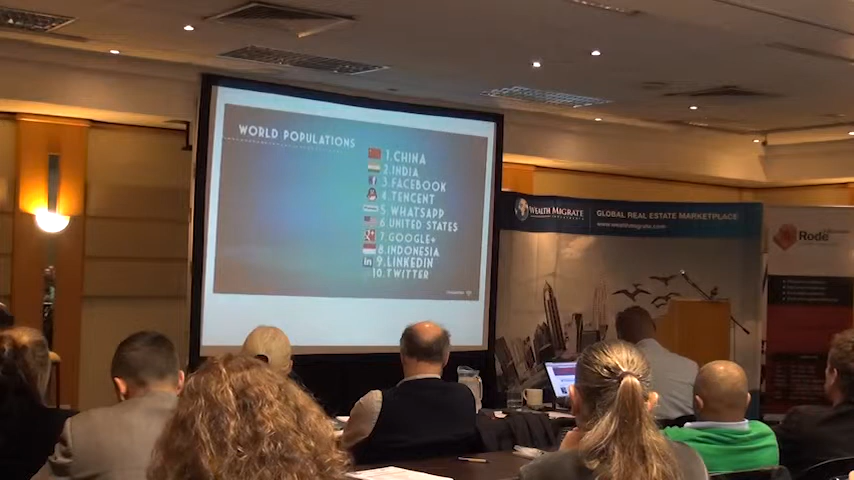 WORLD POPULATIONS
1. CHINA
2. INDIA
3. FACEBOOK
4. TENCENT
5. WHATSAPP
6 UNITED STATES
7. GOOGLE+
8. INDONESIA
9. LINKEDIN
10. TWITTER
in
WEALTH MIGRATE
GLOBAL REAL ESTATE MARKETPLACE
www.wealthmigrate.com
Rode